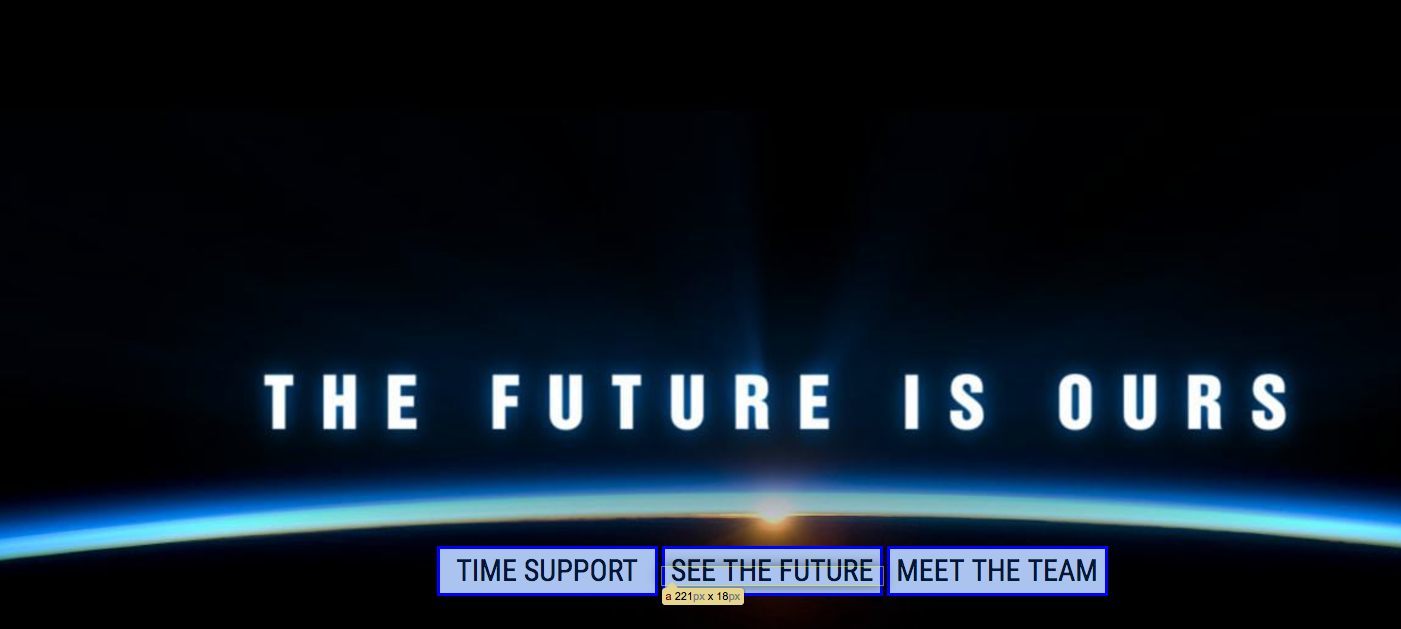 THE FUTURE IS OURS
TIME SUPPORT SEE THE FUTURE MEET THE TEAM
a 221px x 18px